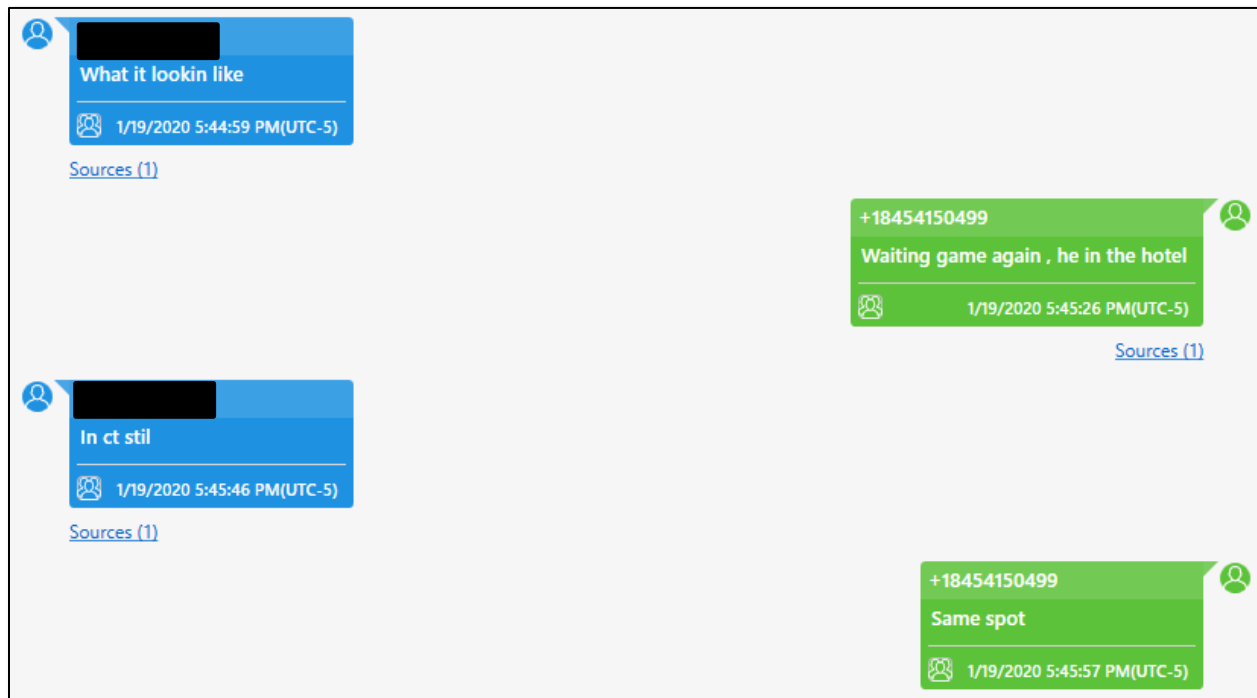 What it lookin like
1/19/2020 5:44:59 PM(UTC-5)
Sources (1)
+18454150499
Waiting game again , he in the hotel
1/19/2020 5:45:26 PM(UTC-5)
Sources (1)
In ct stil
1/19/2020 5:45:46 PM(UTC-5)
Sources (1)
+18454150499
Same spot
1/19/2020 5:45:57 PM(UTC-5)